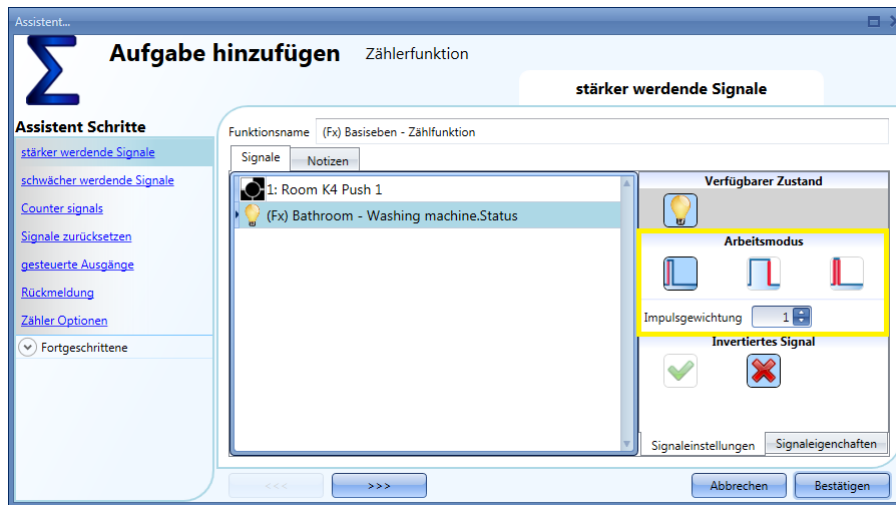 Assistent...
Aufgabe hinzufügen Zählerfunktion
stärker werdende Signale
Assistent Schritte
stärker werdende Signale
schwächer werdende Signale
Counter signals
Signale zurücksetzen
gesteuerte Ausgänge
Rückmeldung
Zähler Optionen
Fortgeschrittene
Funktionsname (Fx) Basiseben - Zählfunktion
Signale Notizen
1: Room K4 Push 1
(Fx) Bathroom - Washing machine.Status
Verfügbarer Zustand
Arbeitsmodus
Impulsgewichtung 1
Invertiertes Signal
Signaleinstellungen Signaleigenschaften
<<< >>> Abbrechen Bestätigen